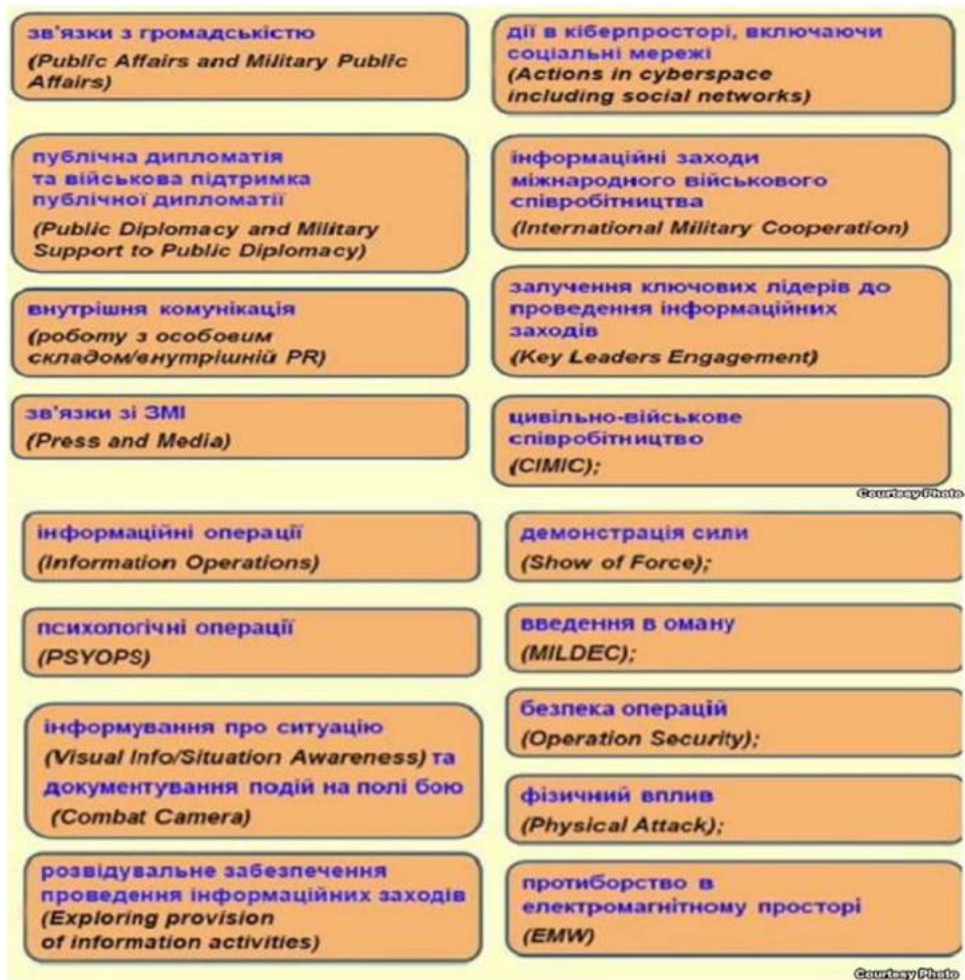 зв'язки з громадськістю
(Public Affairs and Military Public
Affairs)
публічна дипломатія
та військова підтримка
публічної дипломатії
(Public Diplomacy and Military
Support to Public Diplomacy)
внутрішня комунікація
(роботу з особовим
складом/внутрішній PR)
зв'язки зі ЗМІ
(Press and Media)
дії в кіберпросторі, включаючи
соціальні мережі
(Actions in cyberspace
including social networks)
інформаційні заходи
міжнародного військового
співробітництва
(International Military Cooperation)
залучення ключових лідерів до
проведення інформаційних
заходів
(Key Leaders Engagement)
цивільно-військове
співробітництво
(CIMIC);
Courtesy Photo
інформаційні операції
(Information Operations)
психологічні операції
(PSYOPS)
інформування про ситуацію
(Visual Info/Situation Awareness) та
документування подій на полі бою
(Combat Camera)
розвідувальне забезпечення
проведення інформаційних заходів
(Exploring provision
of information activities)
демонстрація сили
(Show of Force);
введення в оману
(MILDEC);
безпека операцій
(Operation Security);
фізичний вплив
(Physical Attack);
протиборство в
електромагнітному просторі
(EMW)
Courtesy Photo